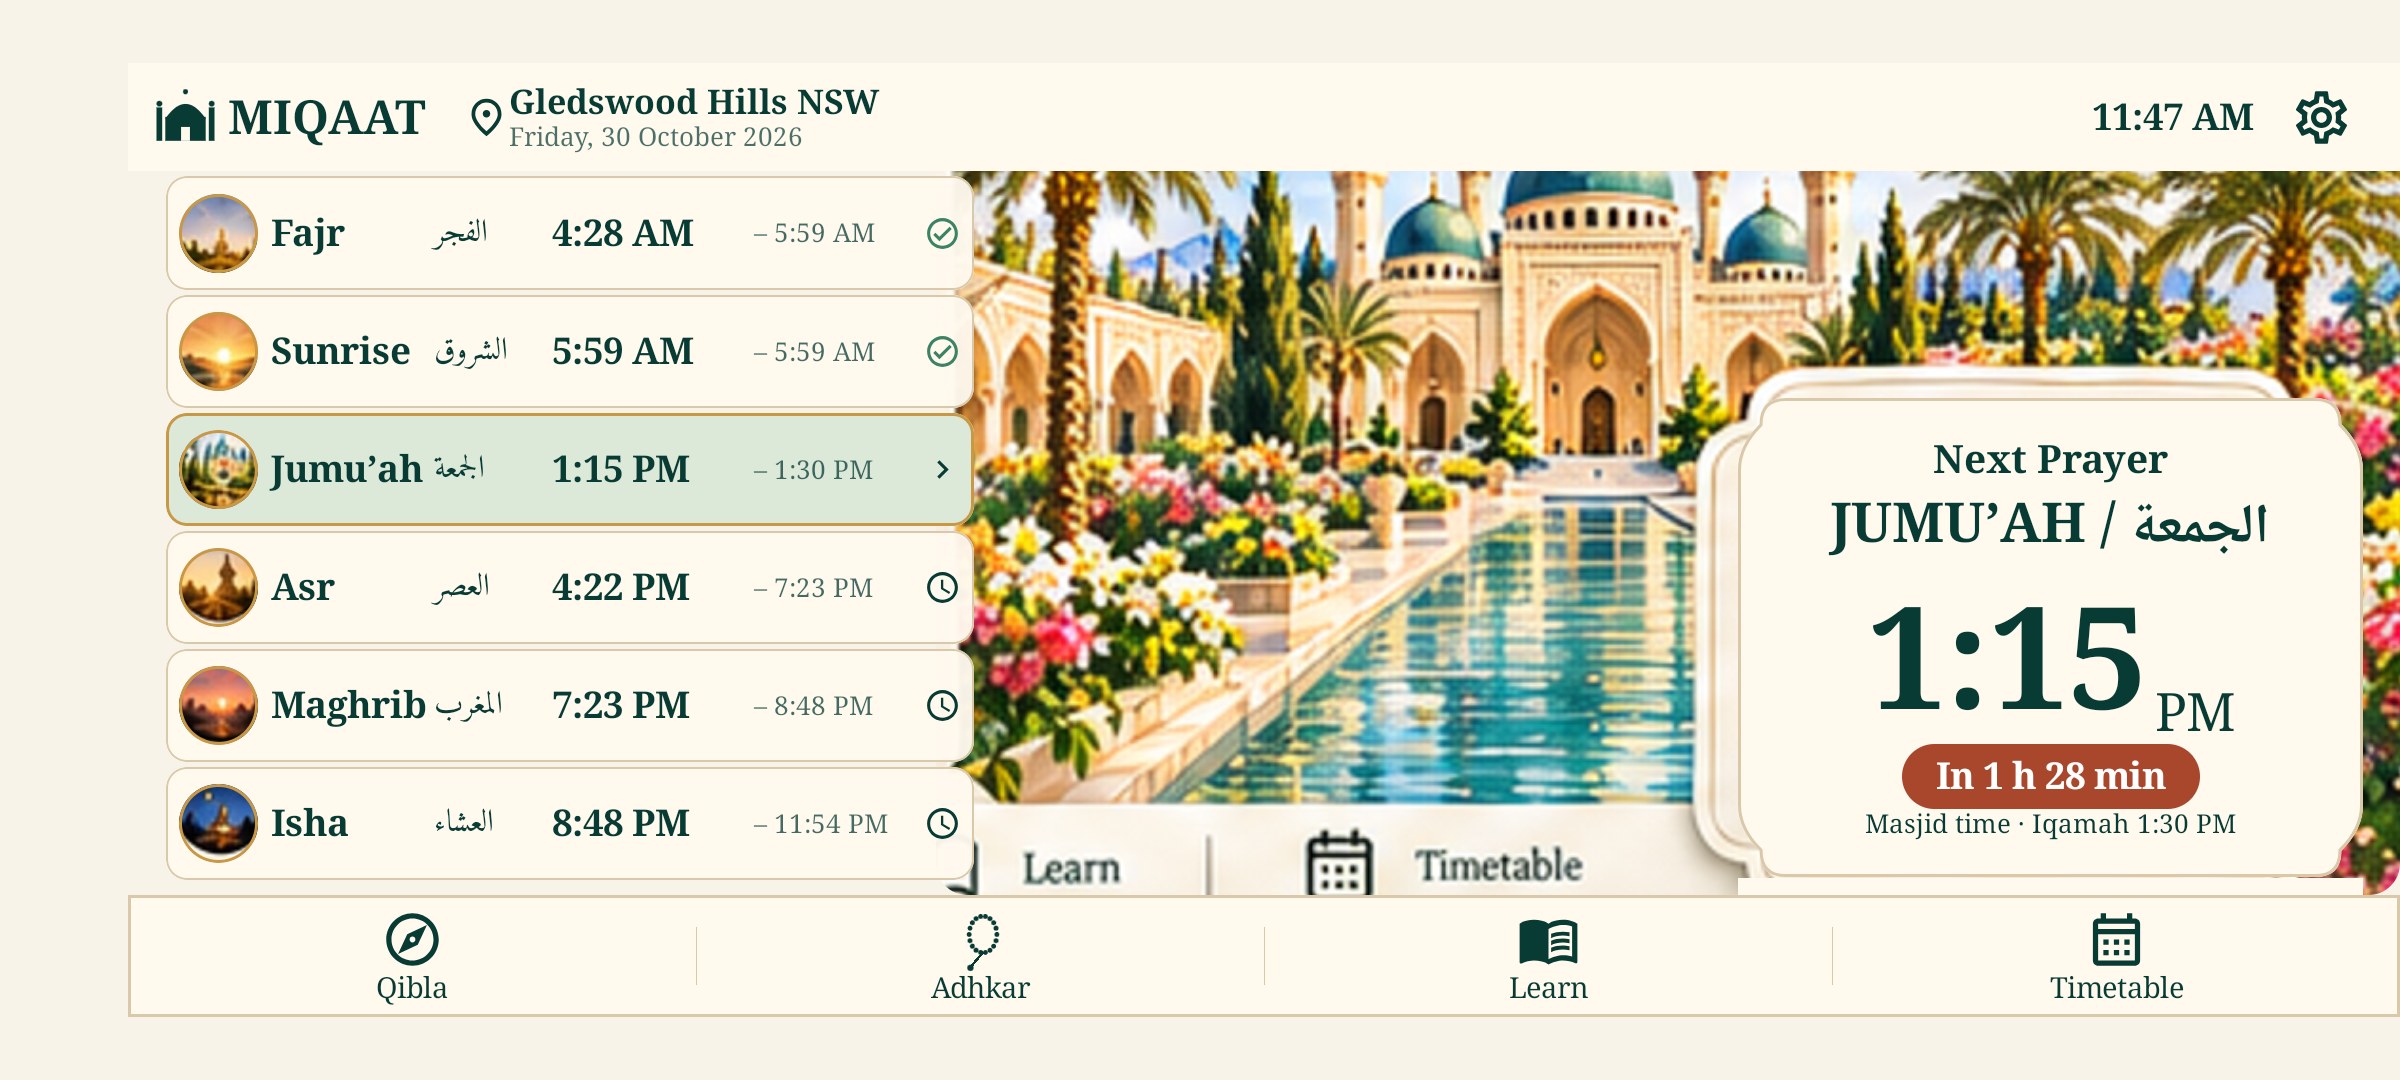 MIQAAT
Gledswood Hills NSW
Friday, 30 October 2026
11:47 AM
Fajr الفجر 4:28 AM – 5:59 AM
Sunrise الشروق 5:59 AM – 5:59 AM
Jumu’ah الجمعة 1:15 PM – 1:30 PM
Asr العصر 4:22 PM – 7:23 PM
Maghrib المغرب 7:23 PM – 8:48 PM
Isha العشاء 8:48 PM – 11:54 PM
Next Prayer
JUMU’AH / الجمعة
1:15 PM
In 1 h 28 min
Masjid time · Iqamah 1:30 PM
Learn
Timetable
Qibla
Adhkar
Learn
Timetable